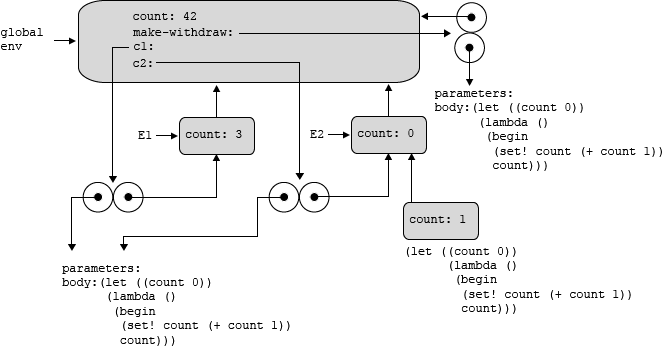 count: 42
global
env
make-withdraw:
c1:
c2:
parameters:
body:(let ((count 0))
(lambda ()
(begin
(set! count (+ count 1))
count)))
E1
count: 3
E2
count: 0
count: 1
(let ((count 0))
(lambda ()
(begin
(set! count (+ count 1))
count)))
parameters:
body:(let ((count 0))
(lambda ()
(begin
(set! count (+ count 1))
count)))